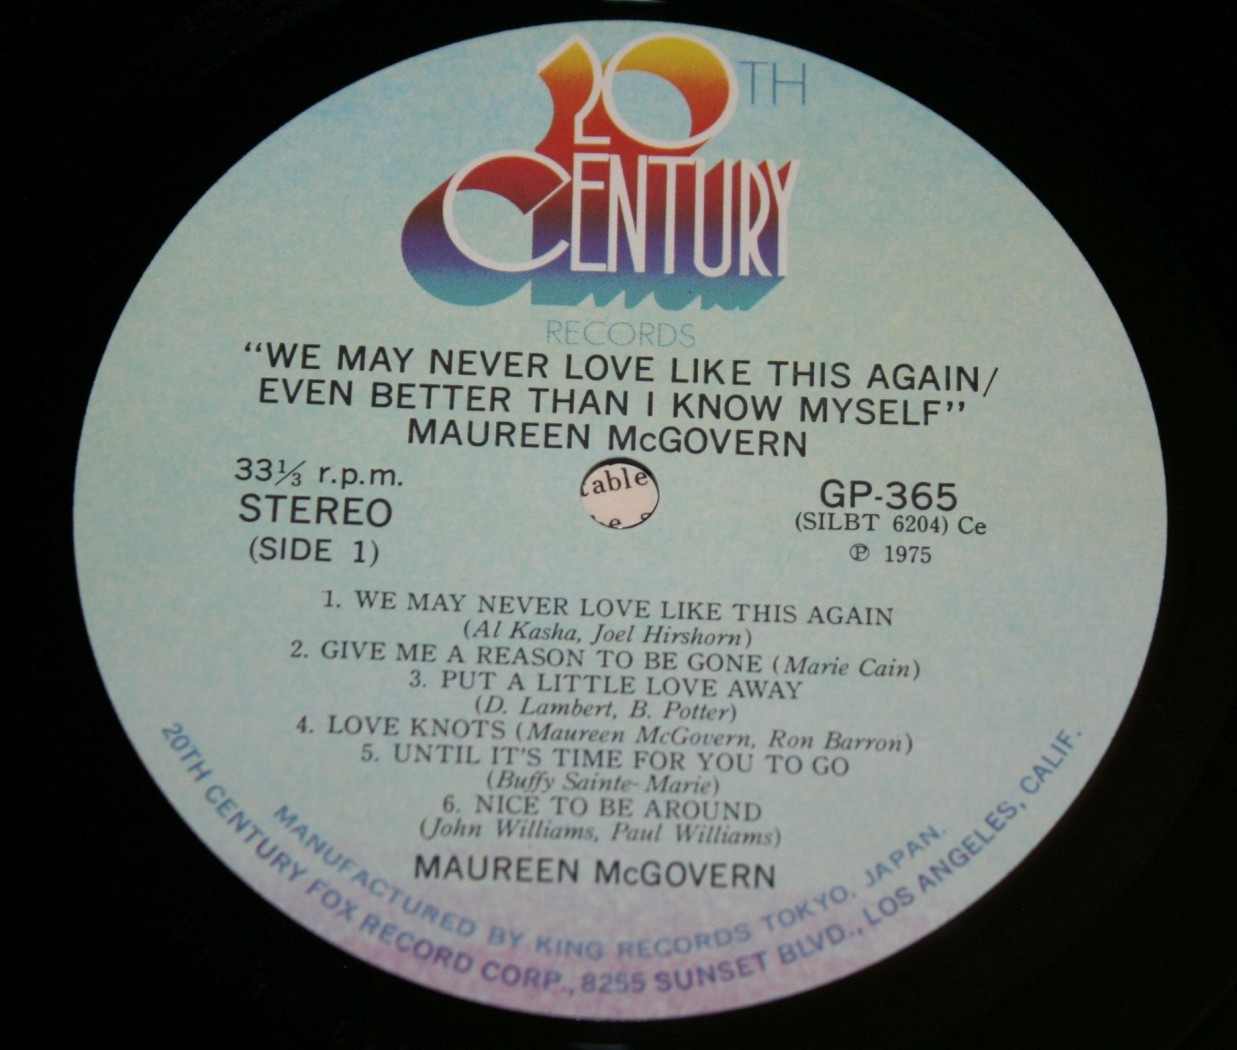 20TH
CENTURY
RECORDS
“WE MAY NEVER LOVE LIKE THIS AGAIN/
EVEN BETTER THAN I KNOW MYSELF”
MAUREEN McGOVERN
33⅓ r.p.m.
STEREO
(SIDE 1)
table
GP-365
(SILBT 6204) Ce
℗ 1975
1. WE MAY NEVER LOVE LIKE THIS AGAIN
(Al Kasha, Joel Hirshorn)
2. GIVE ME A REASON TO BE GONE (Marie Cain)
3. PUT A LITTLE LOVE AWAY
(D. Lambert, B. Potter)
4. LOVE KNOTS (Maureen McGovern, Ron Barron)
5. UNTIL IT'S TIME FOR YOU TO GO
(Buffy Sainte-Marie)
6. NICE TO BE AROUND
(John Williams, Paul Williams)
MAUREEN McGOVERN
MANUFACTURED BY KING RECORDS TOKYO, JAPAN.
20TH CENTURY FOX RECORD CORP., 8255 SUNSET BLVD., LOS ANGELES, CALIF.